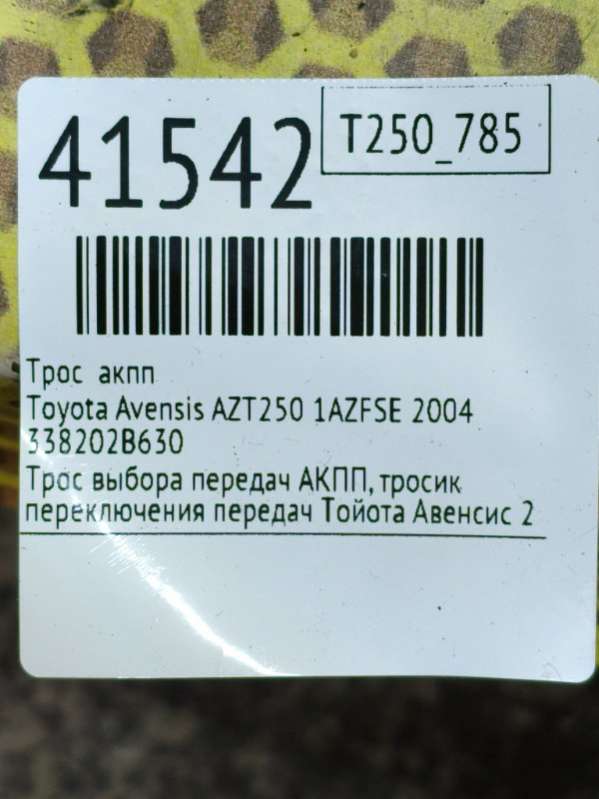 41542
T250_785
Трос акпп
Toyota Avensis AZT250 1AZFSE 2004
338202B630
Трос выбора передач АКПП, тросик
переключения передач Тойота Авенсис 2